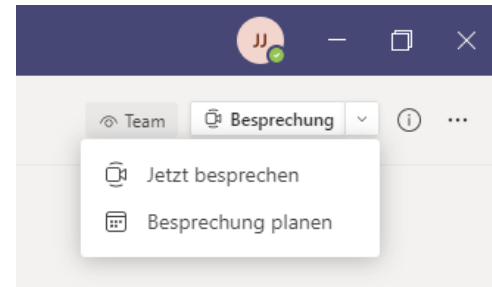 JJ
Team Besprechung
Jetzt besprechen
Besprechung planen